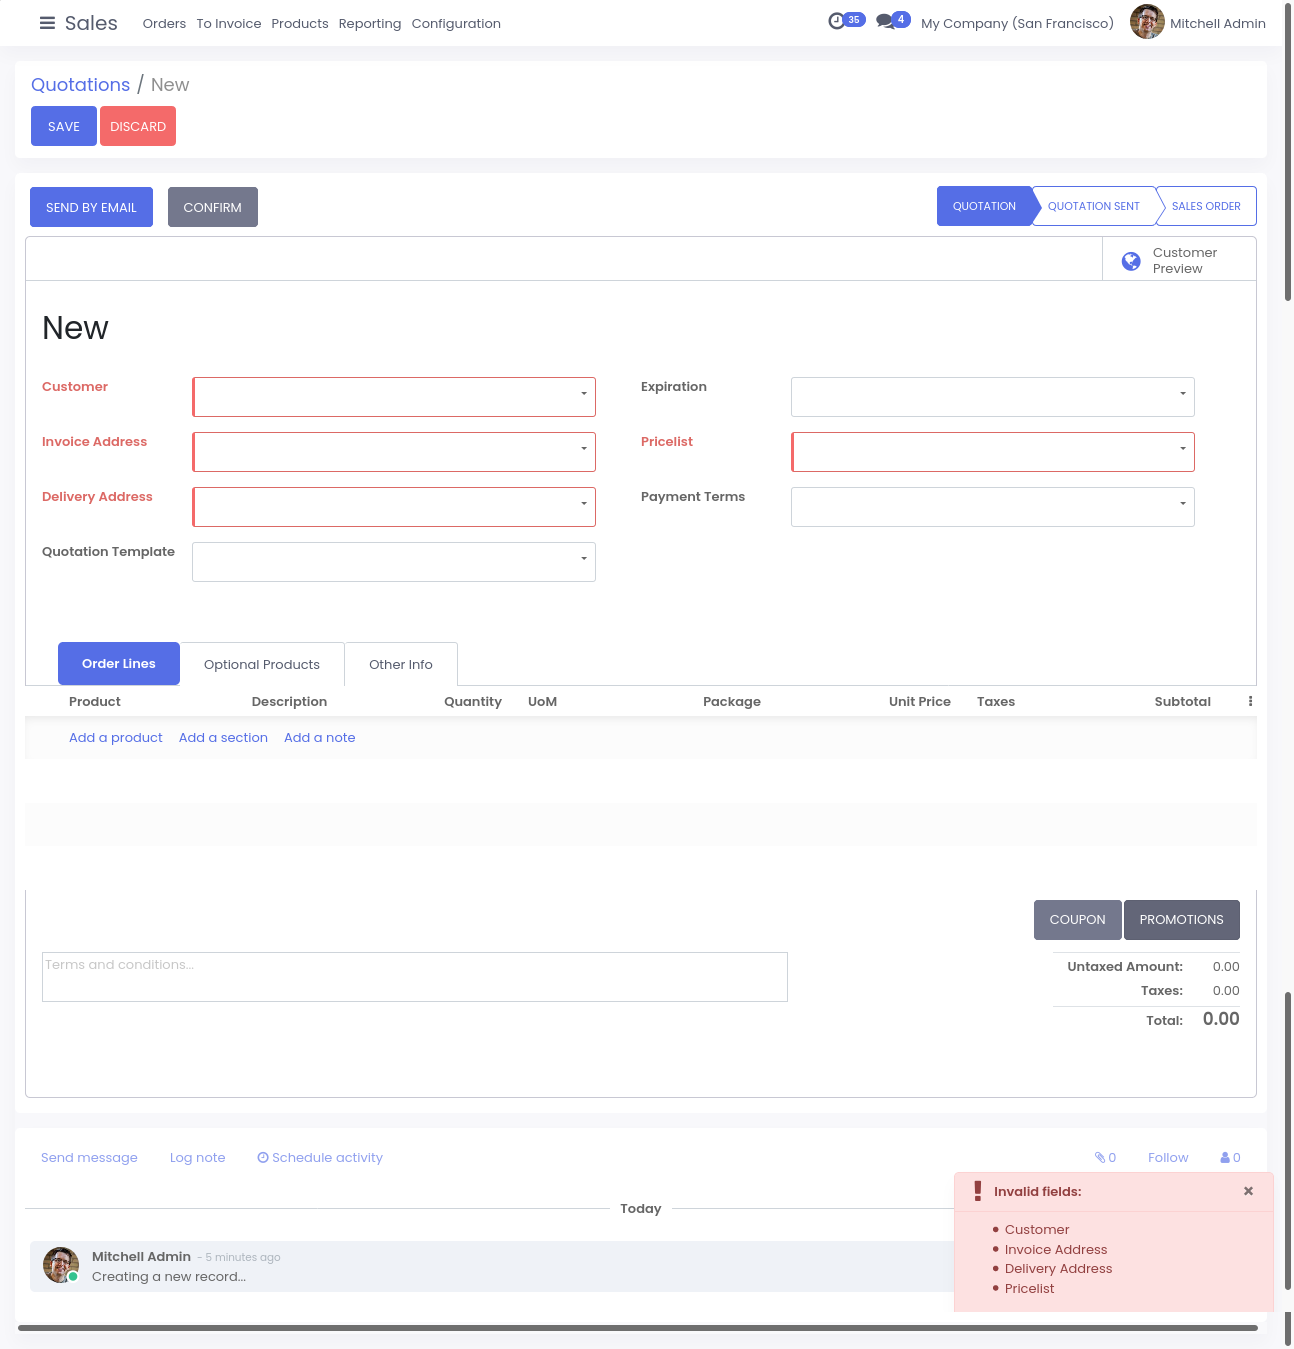 Sales Orders To Invoice Products Reporting Configuration 35 4 My Company (San Francisco) Mitchell Admin
Quotations / New
SAVE DISCARD
SEND BY EMAIL CONFIRM QUOTATION QUOTATION SENT SALES ORDER
Customer
Preview
New
Customer Expiration
Invoice Address Pricelist
Delivery Address Payment Terms
Quotation Template
Order Lines Optional Products Other Info
Product Description Quantity UoM Package Unit Price Taxes Subtotal
Add a product Add a section Add a note
COUPON PROMOTIONS
Terms and conditions... Untaxed Amount: 0.00
Taxes: 0.00
Total: 0.00
Send message Log note Schedule activity 0 Follow 0
Today
Mitchell Admin - 5 minutes ago
Creating a new record...
Invalid fields: ×
• Customer
• Invoice Address
• Delivery Address
• Pricelist